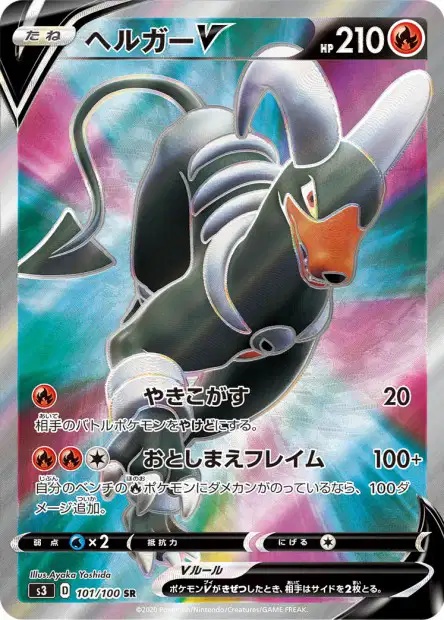 たね ヘルガーV HP 210
やきこがす 20
相手のバトルポケモンをやけどにする。
おとしまえフレイム 100+
自分のベンチの🔥ポケモンにダメカンがのっているなら、100ダ
メージ追加。
弱点 ×2 抵抗力 にげる
Illus. Ayaka Yoshida
Vルール
ポケモンVがきぜつしたとき、相手はサイドを2枚とる。
s3 D 101/100 SR
©2020 Pokémon/Nintendo/Creatures/GAME FREAK.